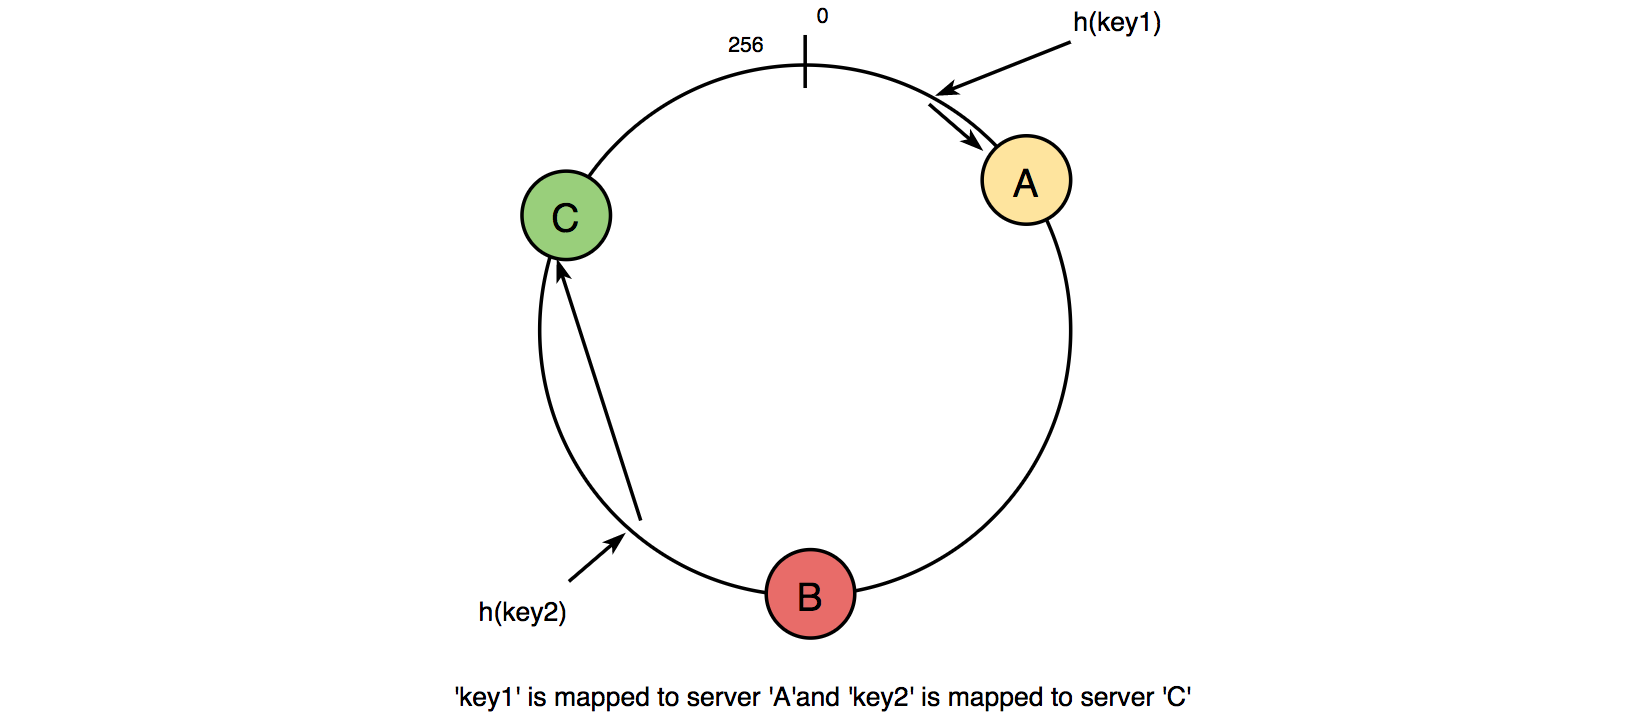 0
256
h(key1)
A
C
B
h(key2)
'key1' is mapped to server 'A'and 'key2' is mapped to server 'C'